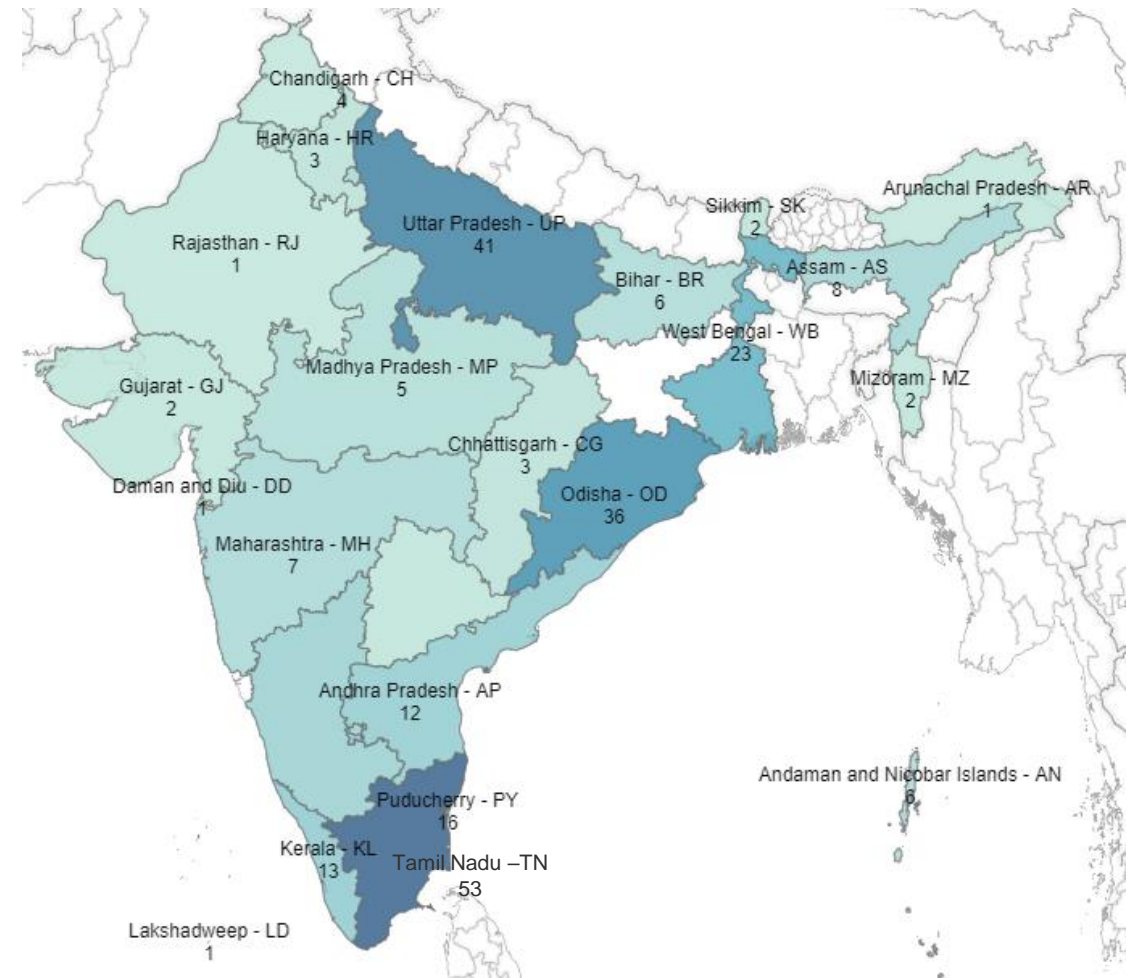 Chandigarh - CH
4
Haryana - HR
3
Arunachal Pradesh - AR
1
Sikkim - SK
2
Uttar Pradesh - UP
41
Rajasthan - RJ
1
Assam - AS
8
Bihar - BR
6
West Bengal - WB
23
Madhya Pradesh - MP
5
Mizoram - MZ
2
Gujarat - GJ
2
Chhattisgarh - CG
3
Daman and Diu - DD
1
Odisha - OD
36
Maharashtra - MH
7
Andhra Pradesh - AP
12
Andaman and Nicobar Islands - AN
6
Puducherry - PY
16
Kerala - KL
13
Tamil Nadu –TN
53
Lakshadweep - LD
1